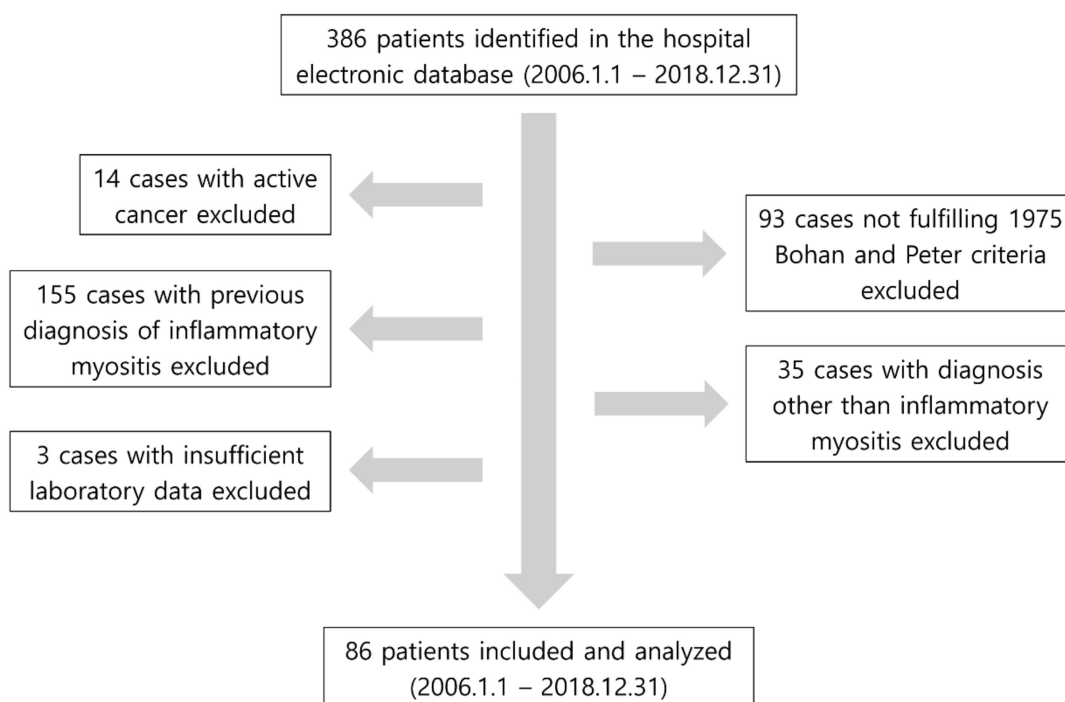 386 patients identified in the hospital
electronic database (2006.1.1 – 2018.12.31)
14 cases with active
cancer excluded
93 cases not fulfilling 1975
Bohan and Peter criteria
excluded
155 cases with previous
diagnosis of inflammatory
myositis excluded
35 cases with diagnosis
other than inflammatory
myositis excluded
3 cases with insufficient
laboratory data excluded
86 patients included and analyzed
(2006.1.1 – 2018.12.31)